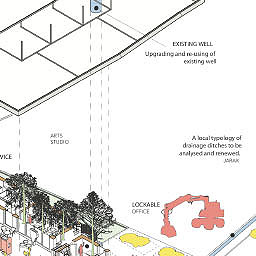 EXISTING WELL
Upgrading and re-using of
existing well
ARTS
STUDIO
A local typology of
drainage ditches to be
analysed and renewed.
JABAK
VICE
LOCKABLE
OFFICE